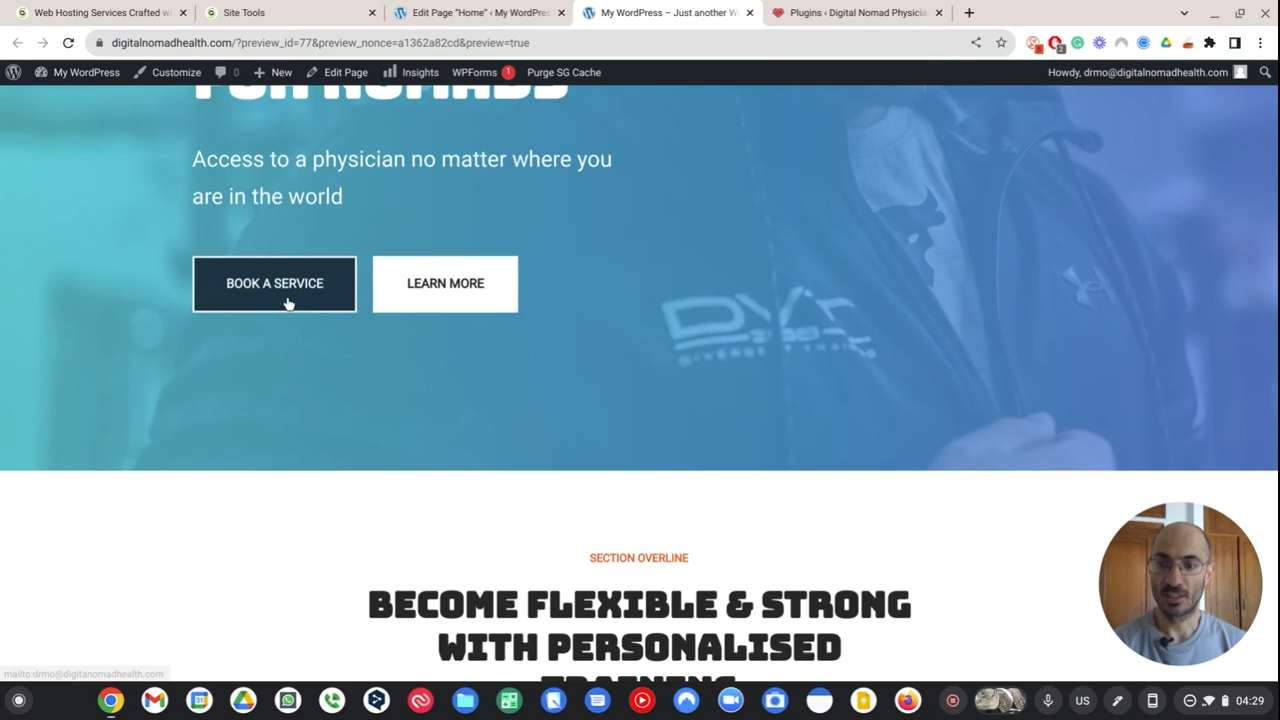 Web Hosting Services Crafted wi
Site Tools
Edit Page "Home" ‹ My WordPres
My WordPress – Just another W
Plugins ‹ Digital Nomad Physicia
digitalnomadhealth.com/?preview_id=77&preview_nonce=a1362a82cd&preview=true
My WordPress
Customize
0
New
Edit Page
Insights
WPForms 1
Purge SG Cache
Howdy, drmo@digitalnomadhealth.com
FOR NOMADS
Access to a physician no matter where you
are in the world
BOOK A SERVICE
LEARN MORE
SECTION OVERLINE
BECOME FLEXIBLE & STRONG
WITH PERSONALISED
TRAINING
mailto:drmo@digitanomadhealth.com
US
04:29